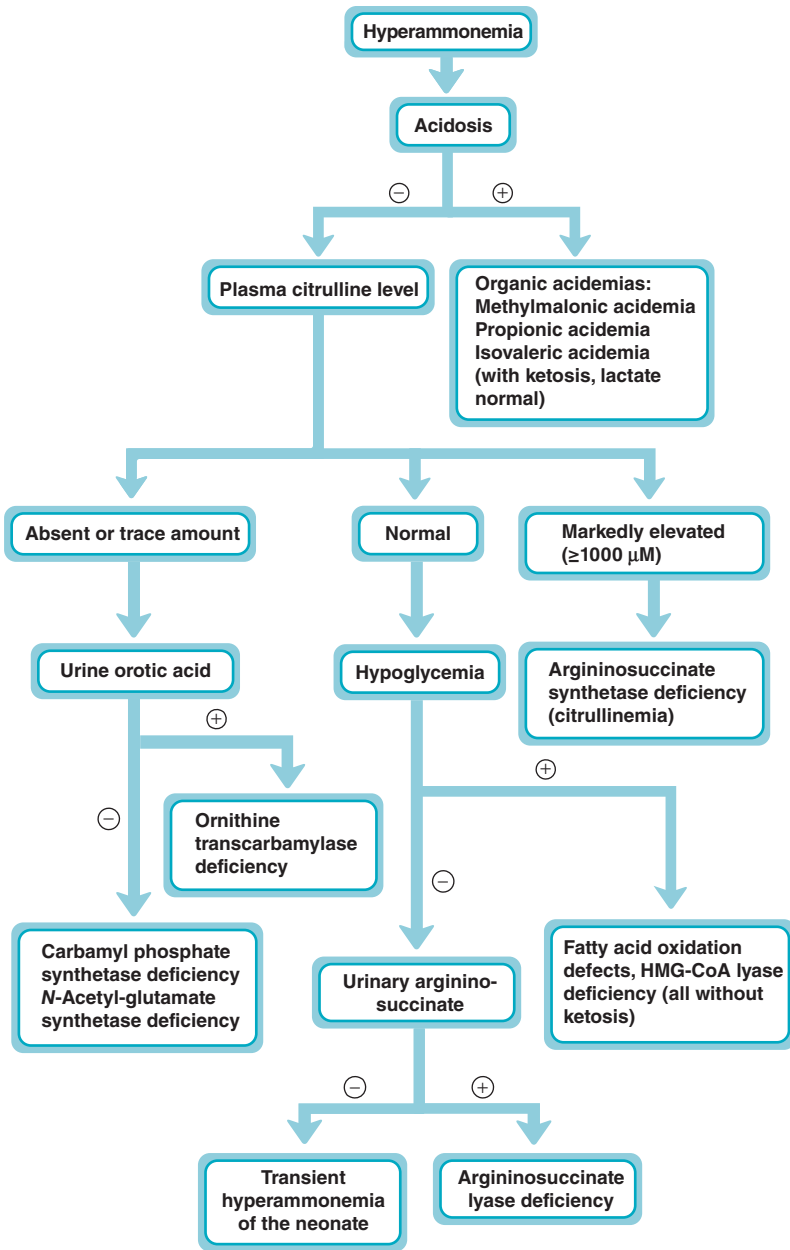 Hyperammonemia
Acidosis
⊖
⊕
Plasma citrulline level
Organic acidemias:
Methylmalonic acidemia
Propionic acidemia
Isovaleric acidemia
(with ketosis, lactate
normal)
Absent or trace amount
Normal
Markedly elevated
(≥1000 μM)
Urine orotic acid
Hypoglycemia
Argininosuccinate
synthetase deficiency
(citrullinemia)
⊕
⊖
Ornithine
transcarbamylase
deficiency
⊕
⊖
Carbamyl phosphate
synthetase deficiency
N-Acetyl-glutamate
synthetase deficiency
Urinary arginino-
succinate
Fatty acid oxidation
defects, HMG-CoA lyase
deficiency (all without
ketosis)
⊖
⊕
Transient
hyperammonemia
of the neonate
Argininosuccinate
lyase deficiency